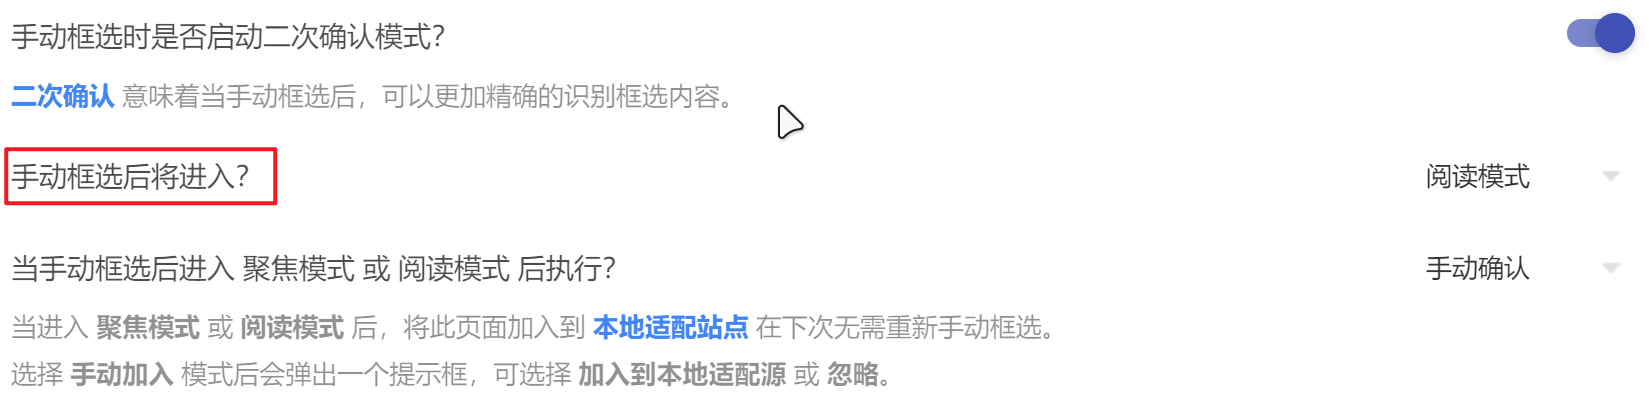 手动框选时是否启动二次确认模式?
二次确认 意味着当手动框选后，可以更加精确的识别框选内容。
手动框选后将进入?
阅读模式
当手动框选后进入 聚焦模式 或 阅读模式 后执行?
手动确认
当进入 聚焦模式 或 阅读模式 后，将此页面加入到 本地适配站点 在下次无需重新手动框选。
选择 手动加入 模式后会弹出一个提示框，可选择 加入到本地适配源 或 忽略。